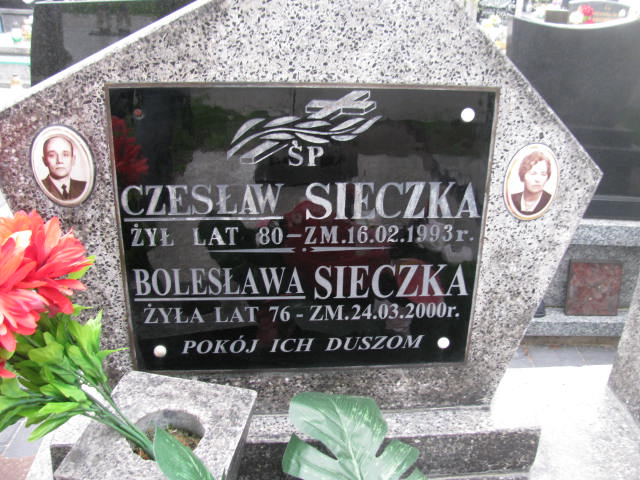 ŚP
CZESŁAW SIECZKA
ŻYŁ LAT 80 - ZM. 16.02.1993r.
BOLESŁAWA SIECZKA
ŻYŁA LAT 76 - ZM. 24.03.2000r.
POKÓJ ICH DUSZOM